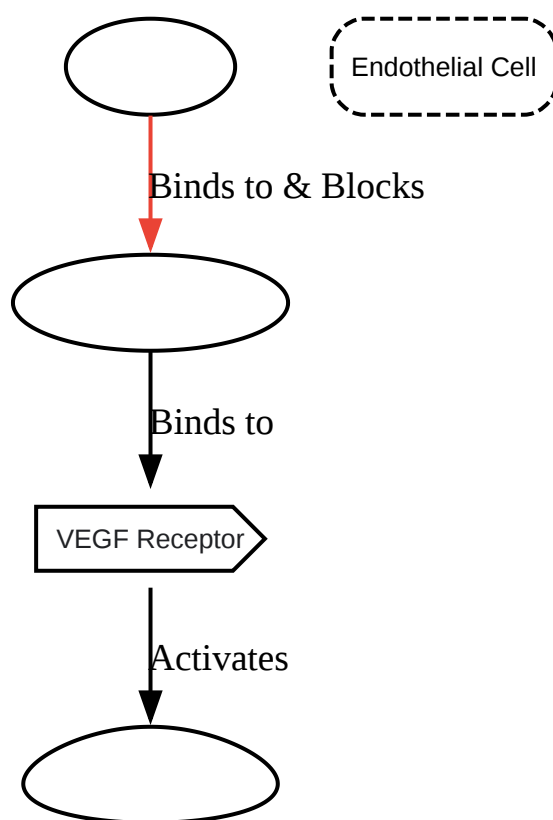 Endothelial Cell
Binds to & Blocks
Binds to
VEGF Receptor
Activates